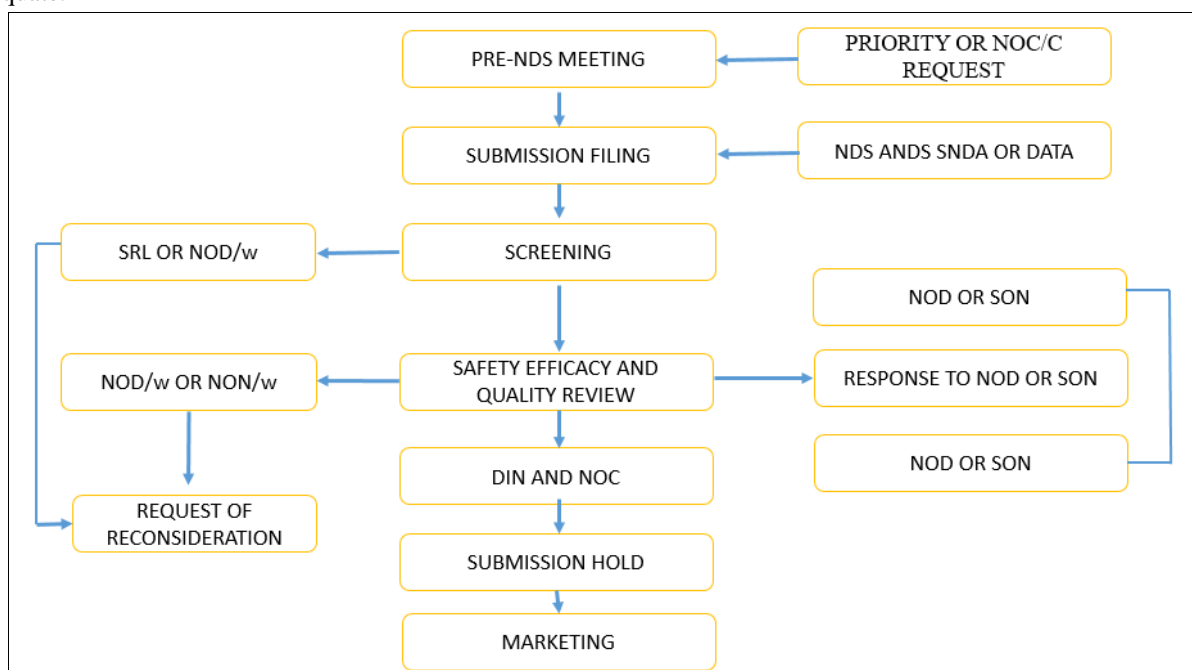 PRE-NDS MEETING
PRIORITY OR NOC/C
REQUEST
SUBMISSION FILING
NDS ANDS SNDA OR DATA
SRL OR NOD/w
SCREENING
NOD OR SON
NOD/w OR NON/w
SAFETY EFFICACY AND
QUALITY REVIEW
RESPONSE TO NOD OR SON
DIN AND NOC
NOD OR SON
REQUEST OF
RECONSIDERATION
SUBMISSION HOLD
MARKETING